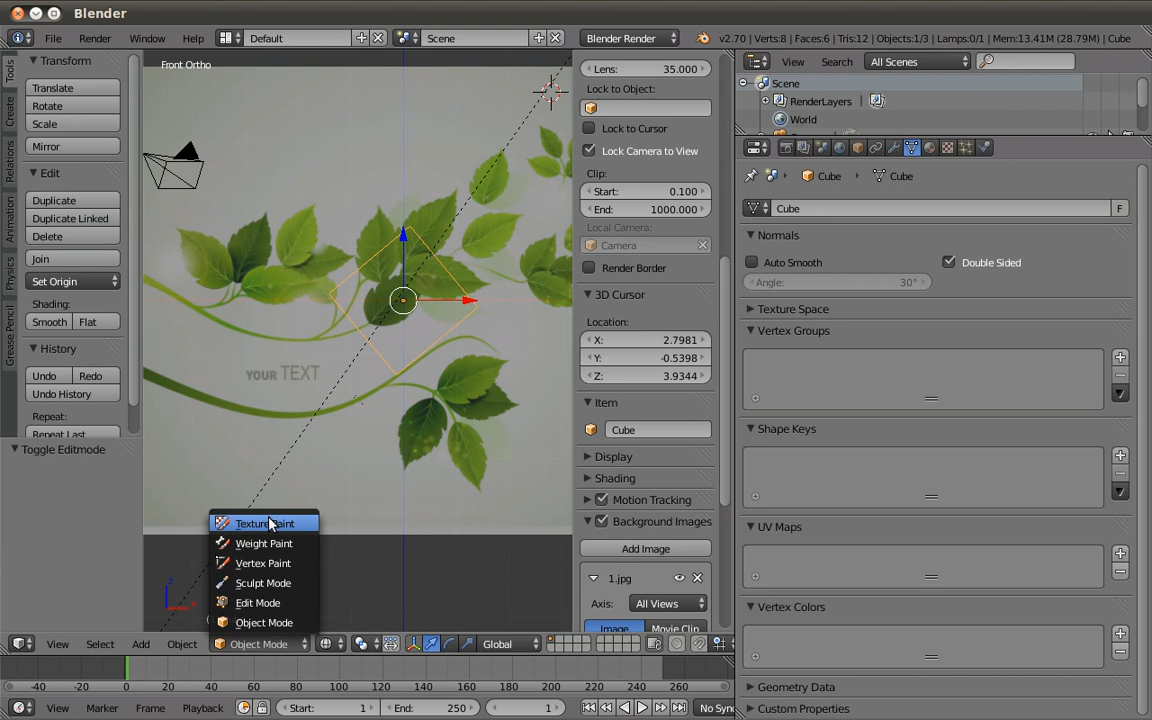 Blender
File Render Window Help Default Scene Blender Render v2.70 | Verts:8 | Faces:6 | Tris:12 | Objects:1/3 | Lamps:0/1 | Mem:13.41M (28.79M) | Cube
Tools
Create
Relations
Animation
Physics
Grease Pencil
Transform
Translate
Rotate
Scale
Mirror
Edit
Duplicate
Duplicate Linked
Delete
Join
Set Origin
Shading:
Smooth Flat
History
Undo Redo
Undo History
Repeat:
Repeat Last
Toggle Editmode
Front Ortho
YOUR TEXT
Texture Paint
Weight Paint
Vertex Paint
Sculpt Mode
Edit Mode
Object Mode
Lens: 35.000
Lock to Object:
Lock to Cursor
Lock Camera to View
Clip:
Start: 0.100
End: 1000.000
Local Camera:
Camera
Render Border
3D Cursor
Location:
X: 2.7981
Y: -0.5398
Z: 3.9344
Item
Cube
Display
Shading
Motion Tracking
Background Images
Add Image
1.jpg
Axis: All Views
Image Movie Clip
View Search All Scenes
Scene
RenderLayers
World
Cube Cube
Cube F
Normals
Auto Smooth Double Sided
Angle: 30°
Texture Space
Vertex Groups
Shape Keys
UV Maps
Vertex Colors
Geometry Data
Custom Properties
View Select Add Object Object Mode Global
-40 -20 0 20 40 60 80 100 120 140 160 180 200 220 240 260
View Marker Frame Playback Start: 1 End: 250 1 No Sync